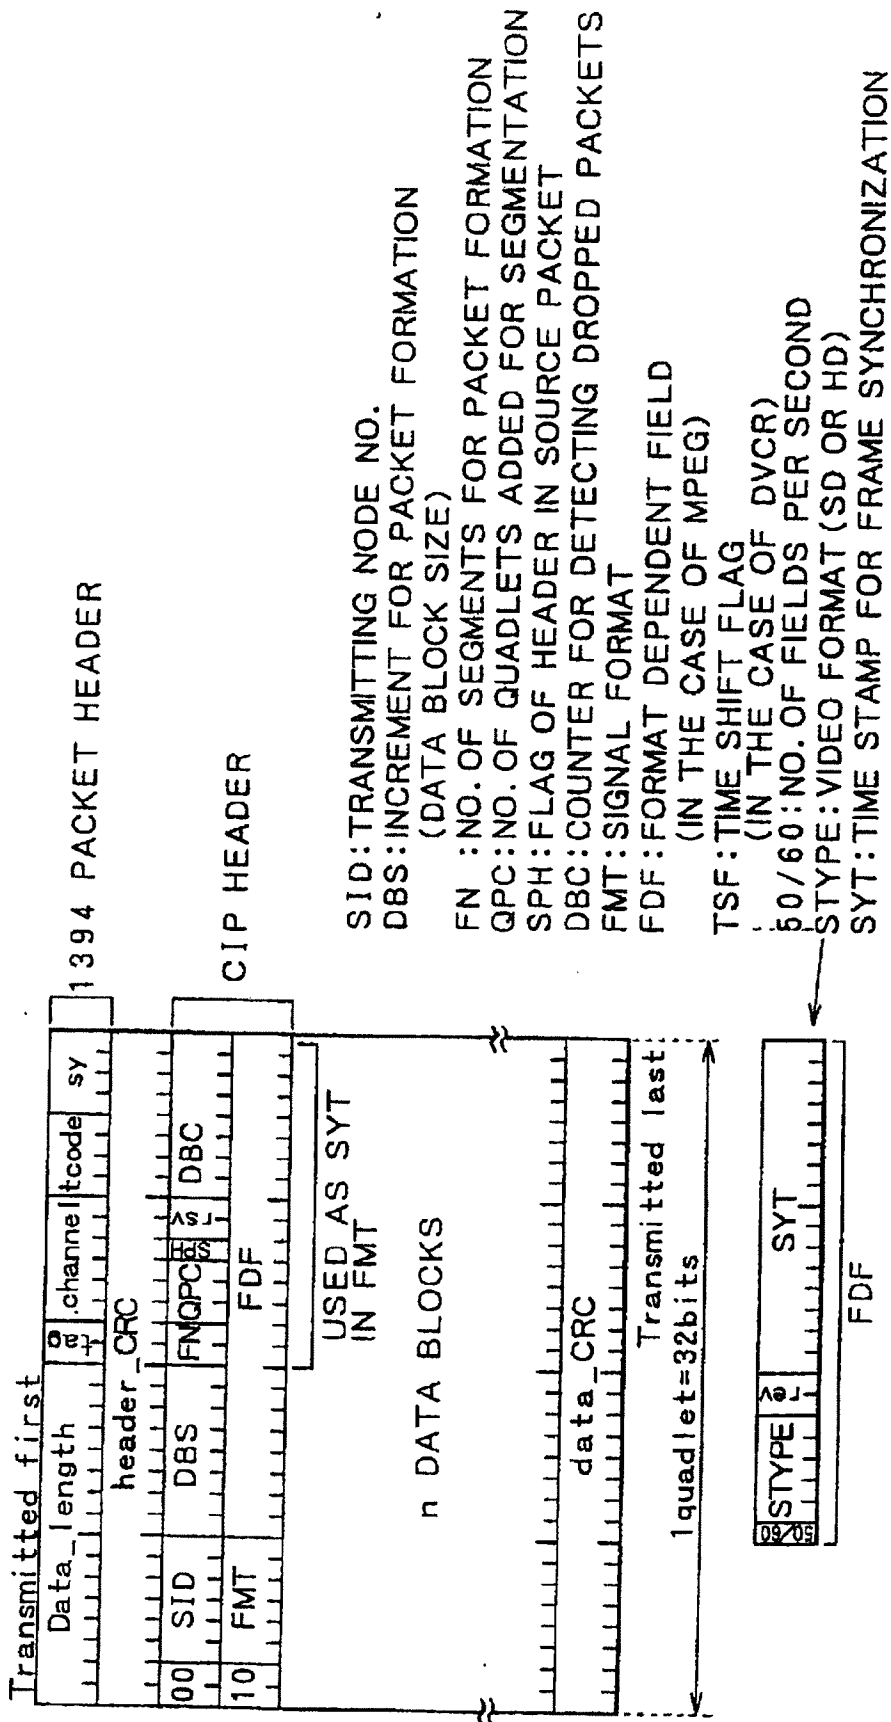 Transmitted first
Data_length tag channel tcode sy
1394 PACKET HEADER
header_CRC
00 SID DBS FN QPC SPH rsv DBC
CIP HEADER
10 FMT FDF
USED AS SYT
IN FMT
n DATA BLOCKS
data_CRC
Transmitted last
1quadlet=32bits
50/60 STYPE rev SYT
FDF
SID:TRANSMITTING NODE NO.
DBS:INCREMENT FOR PACKET FORMATION
(DATA BLOCK SIZE)
FN :NO. OF SEGMENTS FOR PACKET FORMATION
QPC:NO. OF QUADLETS ADDED FOR SEGMENTATION
SPH:FLAG OF HEADER IN SOURCE PACKET
DBC:COUNTER FOR DETECTING DROPPED PACKETS
FMT:SIGNAL FORMAT
FDF:FORMAT DEPENDENT FIELD
(IN THE CASE OF MPEG)
TSF:TIME SHIFT FLAG
(IN THE CASE OF DVCR)
50/60:NO. OF FIELDS PER SECOND
STYPE:VIDEO FORMAT (SD OR HD)
SYT:TIME STAMP FOR FRAME SYNCHRONIZATION